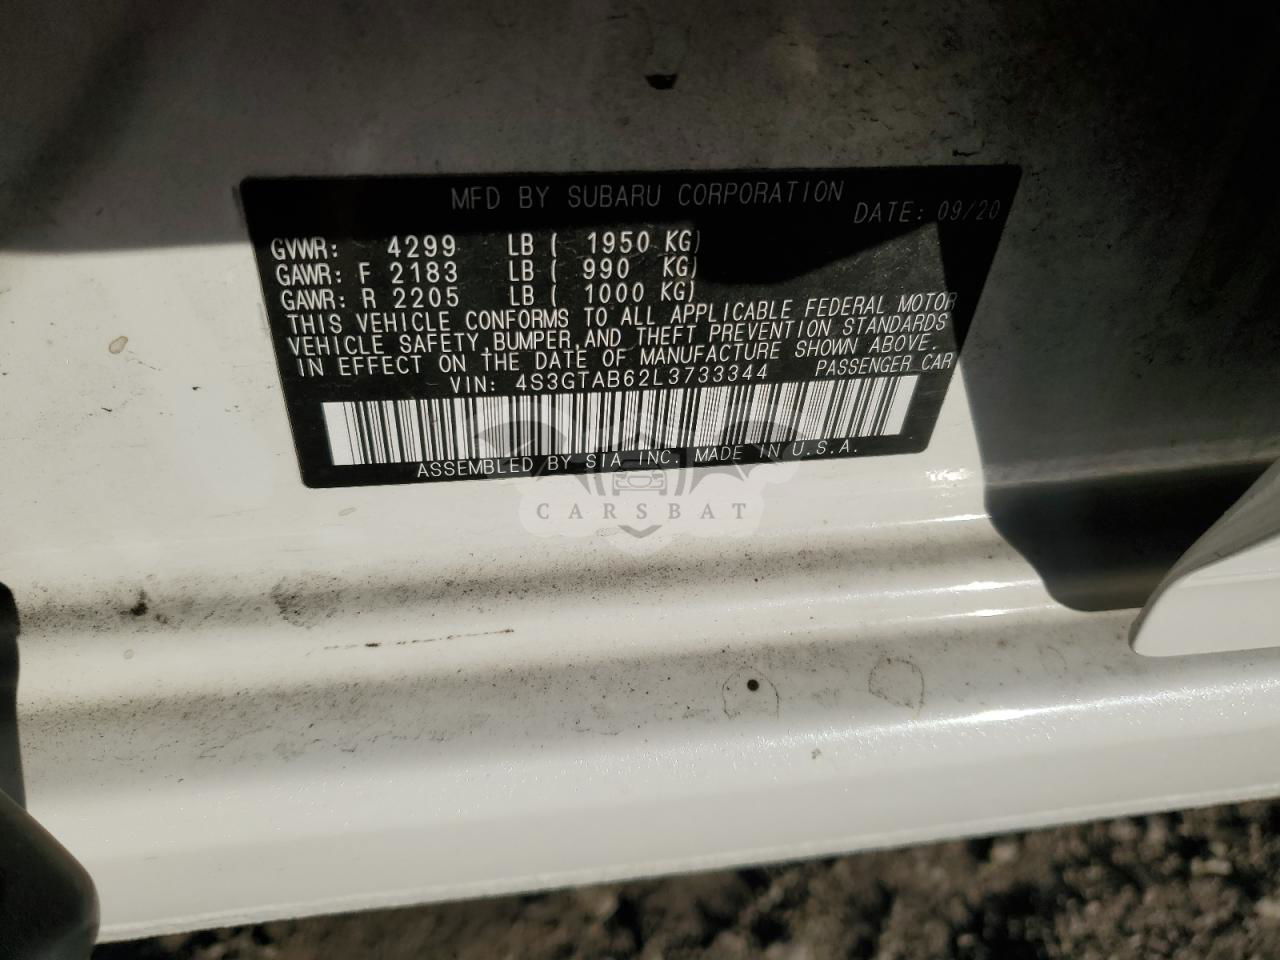 MFD BY SUBARU CORPORATION
DATE: 09/20
GVWR: 4299 LB ( 1950 KG)
GAWR: F 2183 LB ( 990 KG)
GAWR: R 2205 LB ( 1000 KG)
THIS VEHICLE CONFORMS TO ALL APPLICABLE FEDERAL MOTOR
VEHICLE SAFETY, BUMPER, AND THEFT PREVENTION STANDARDS
IN EFFECT ON THE DATE OF MANUFACTURE SHOWN ABOVE.
VIN: 4S3GTAB62L3733344 PASSENGER CAR
ASSEMBLED BY SIA INC. MADE IN U.S.A.
CARSBAT